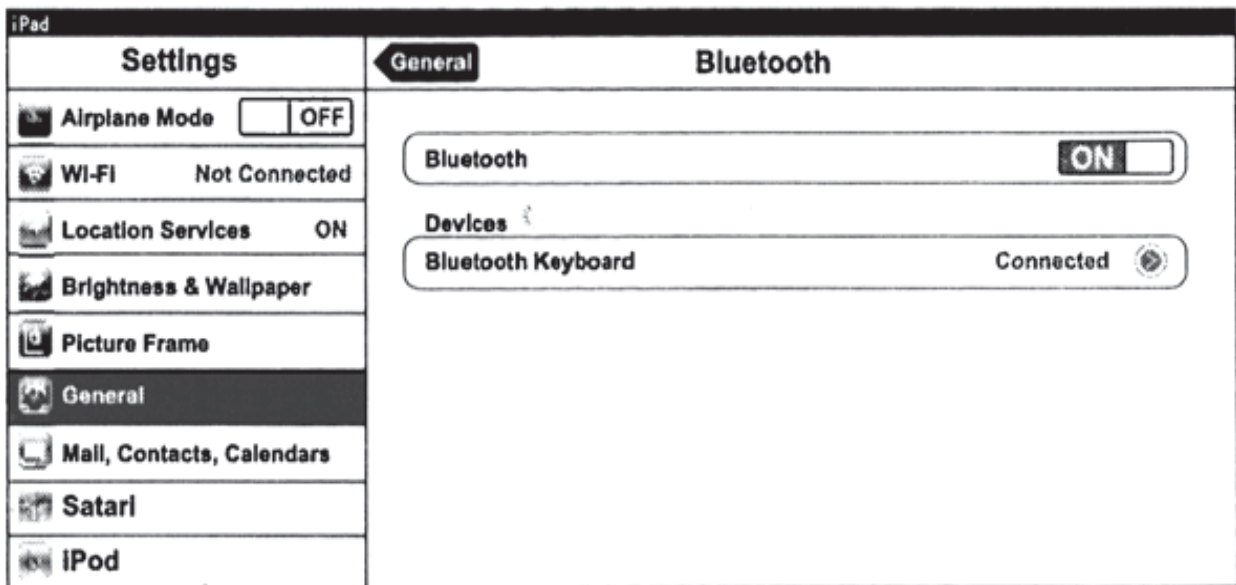 iPad
Settings
Airplane Mode OFF
Wi-Fi Not Connected
Location Services ON
Brightness & Wallpaper
Picture Frame
General
Mail, Contacts, Calendars
Satari
iPod
General Bluetooth
Bluetooth ON
Devices
Bluetooth Keyboard Connected